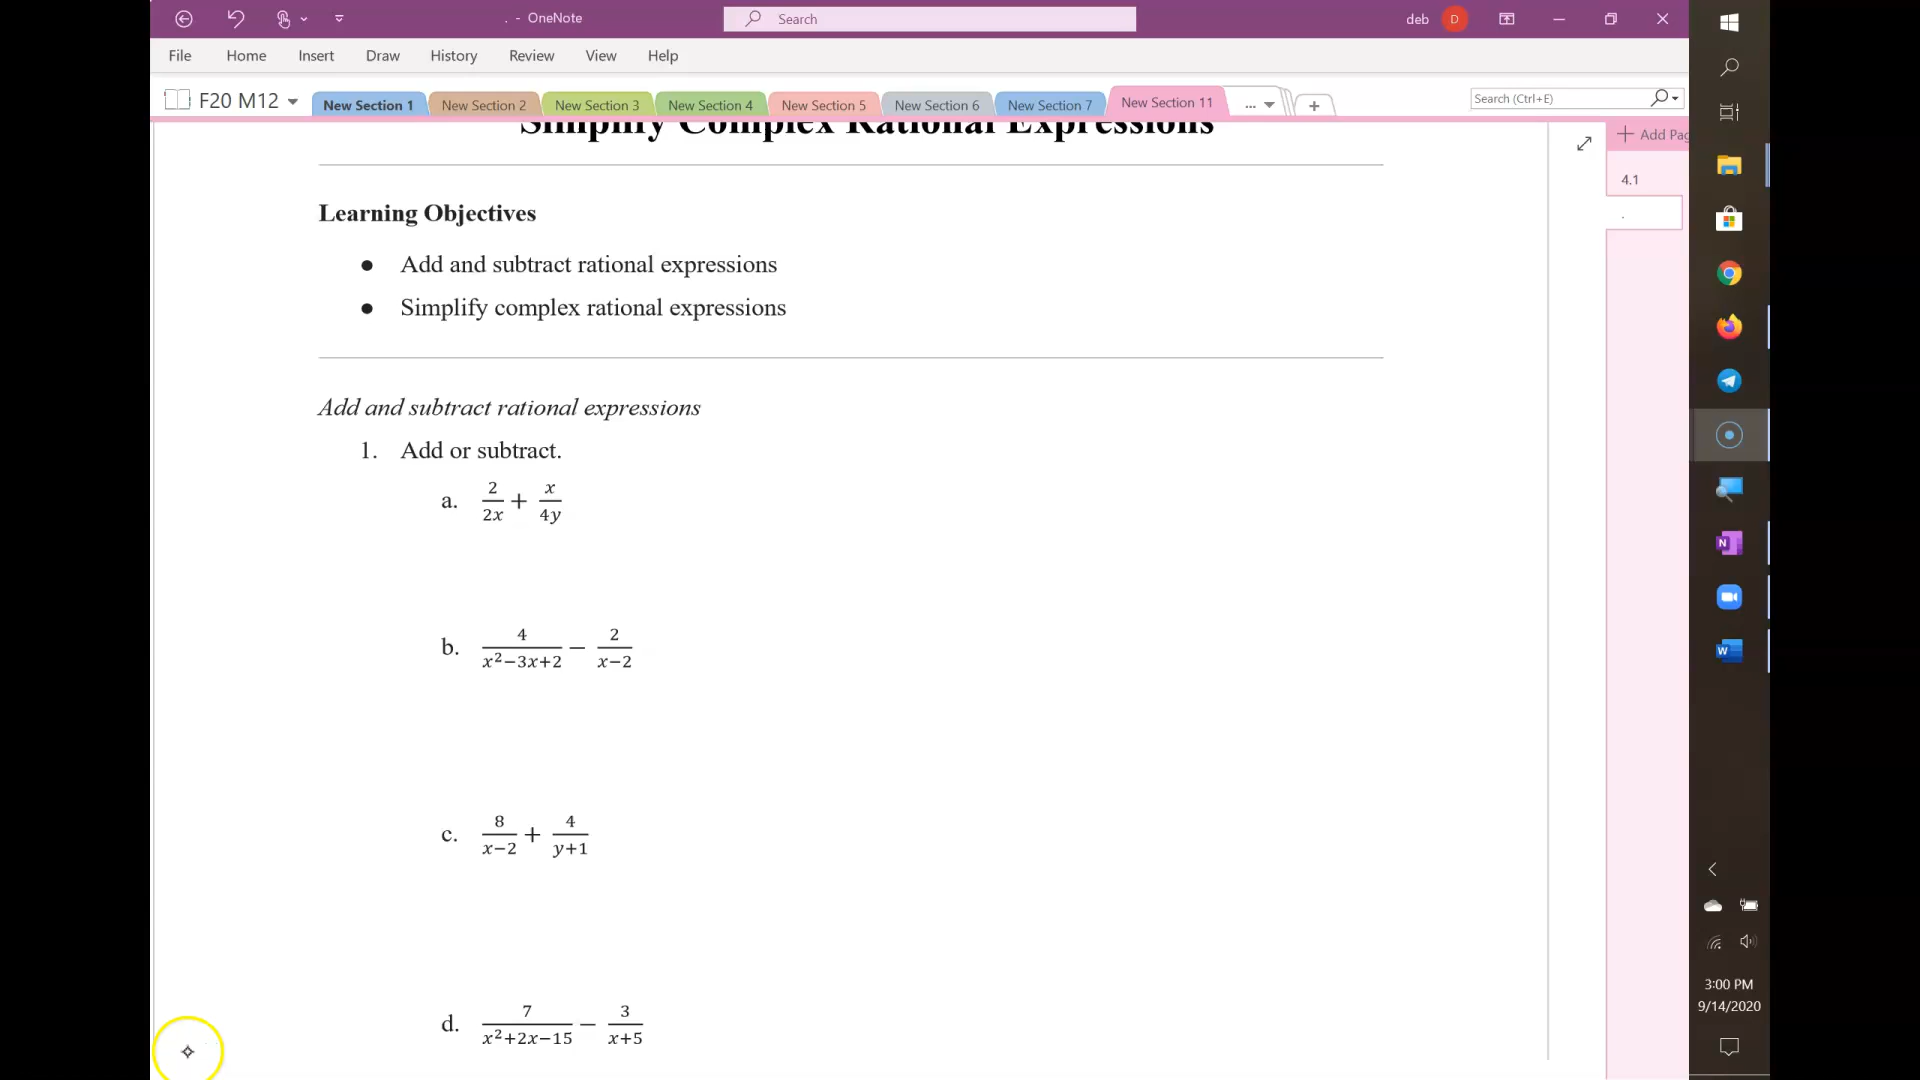 . - OneNote
Search
deb
D
File Home Insert Draw History Review View Help
F20 M12
New Section 1 New Section 2 New Section 3 New Section 4 New Section 5 New Section 6 New Section 7 New Section 11 ... +
Search (Ctrl+E)
Simplify Complex Rational Expressions
Add Pag
4.1
.
Learning Objectives
● Add and subtract rational expressions
● Simplify complex rational expressions
Add and subtract rational expressions
1. Add or subtract.
a. 2/2x + x/4y
b. 4/x²−3x+2 − 2/x−2
c. 8/x−2 + 4/y+1
d. 7/x²+2x−15 − 3/x+5
N
W
3:00 PM
9/14/2020